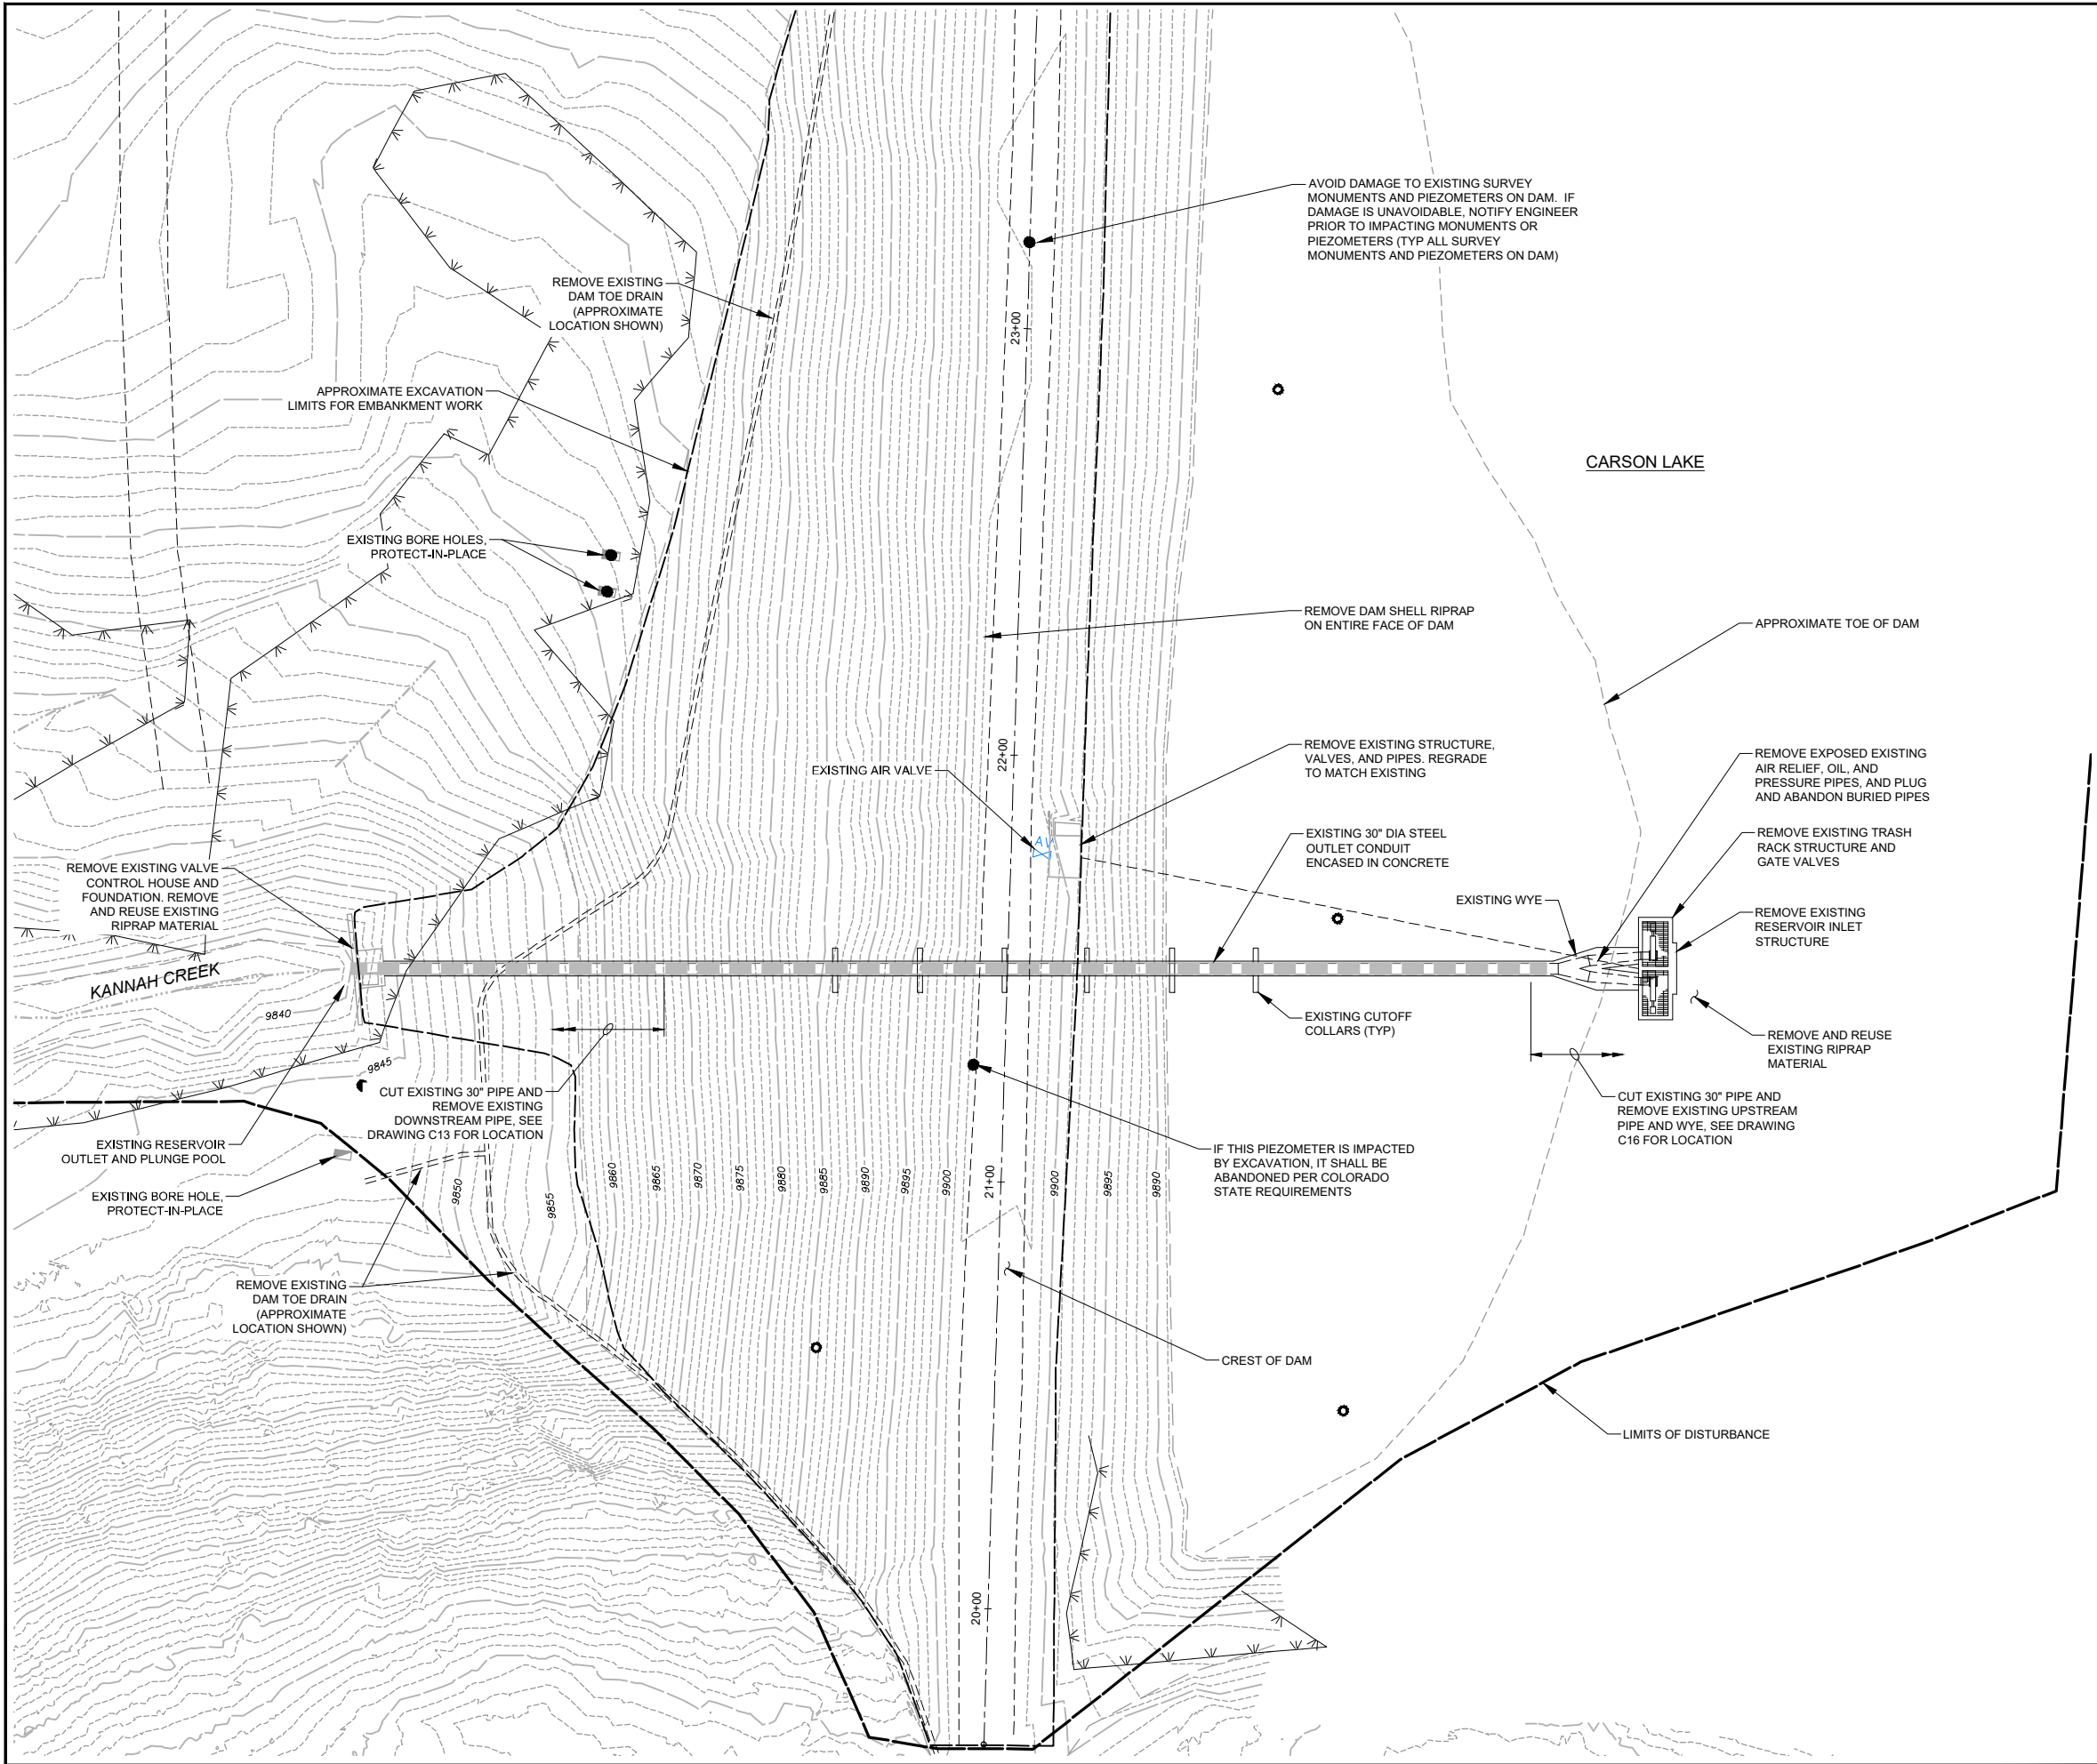 AVOID DAMAGE TO EXISTING SURVEY
MONUMENTS AND PIEZOMETERS ON DAM. IF
DAMAGE IS UNAVOIDABLE, NOTIFY ENGINEER
PRIOR TO IMPACTING MONUMENTS OR
PIEZOMETERS (TYP ALL SURVEY
MONUMENTS AND PIEZOMETERS ON DAM)
REMOVE EXISTING
DAM TOE DRAIN
(APPROXIMATE
LOCATION SHOWN)
23+00
APPROXIMATE EXCAVATION
LIMITS FOR EMBANKMENT WORK
CARSON LAKE
EXISTING BORE HOLES,
PROTECT-IN-PLACE
REMOVE DAM SHELL RIPRAP
ON ENTIRE FACE OF DAM
APPROXIMATE TOE OF DAM
22+00
EXISTING AIR VALVE
AV
REMOVE EXISTING STRUCTURE,
VALVES, AND PIPES. REGRADE
TO MATCH EXISTING
REMOVE EXPOSED EXISTING
AIR RELIEF, OIL, AND
PRESSURE PIPES, AND PLUG
AND ABANDON BURIED PIPES
EXISTING 30" DIA STEEL
OUTLET CONDUIT
ENCASED IN CONCRETE
REMOVE EXISTING TRASH
RACK STRUCTURE AND
GATE VALVES
REMOVE EXISTING VALVE
CONTROL HOUSE AND
FOUNDATION. REMOVE
AND REUSE EXISTING
RIPRAP MATERIAL
EXISTING WYE
REMOVE EXISTING
RESERVOIR INLET
STRUCTURE
KANNAH CREEK
9840
EXISTING CUTOFF
COLLARS (TYP)
REMOVE AND REUSE
EXISTING RIPRAP
MATERIAL
9845
CUT EXISTING 30" PIPE AND
REMOVE EXISTING
DOWNSTREAM PIPE, SEE
DRAWING C13 FOR LOCATION
CUT EXISTING 30" PIPE AND
REMOVE EXISTING UPSTREAM
PIPE AND WYE, SEE DRAWING
C16 FOR LOCATION
EXISTING RESERVOIR
OUTLET AND PLUNGE POOL
IF THIS PIEZOMETER IS IMPACTED
BY EXCAVATION, IT SHALL BE
ABANDONED PER COLORADO
STATE REQUIREMENTS
EXISTING BORE HOLE,
PROTECT-IN-PLACE
9850
9855
9860
9865
9870
9875
9880
9885
9890
9895
9900
21+00
9900
9895
9890
REMOVE EXISTING
DAM TOE DRAIN
(APPROXIMATE
LOCATION SHOWN)
CREST OF DAM
LIMITS OF DISTURBANCE
20+00